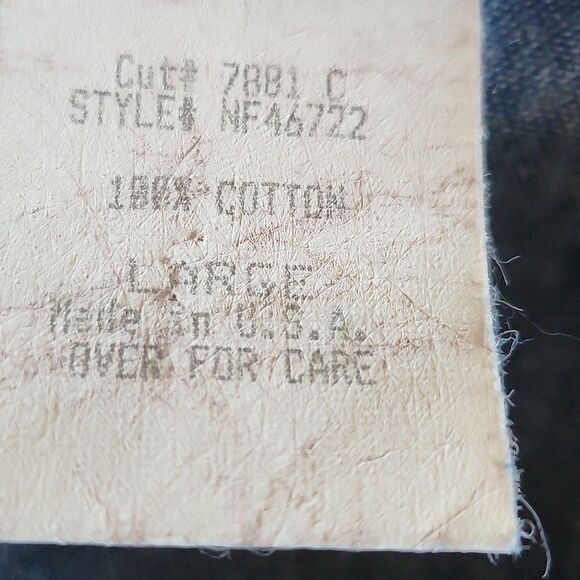 Cut# 7881 C
STYLE# NF46722
100% COTTON
LARGE
Made in U.S.A.
OVER FOR CARE